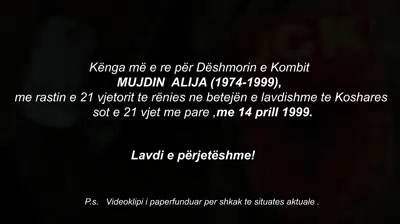 Kënga më e re për Dëshmorin e Kombit
MUJDIN ALIJA (1974-1999),
me rastin e 21 vjetorit te rënies ne betejën e lavdishme te Koshares
sot e 21 vjet me pare ,me 14 prill 1999.
Lavdi e përjetëshme!
P.s. Videoklipi i paperfunduar per shkak te situates aktuale .